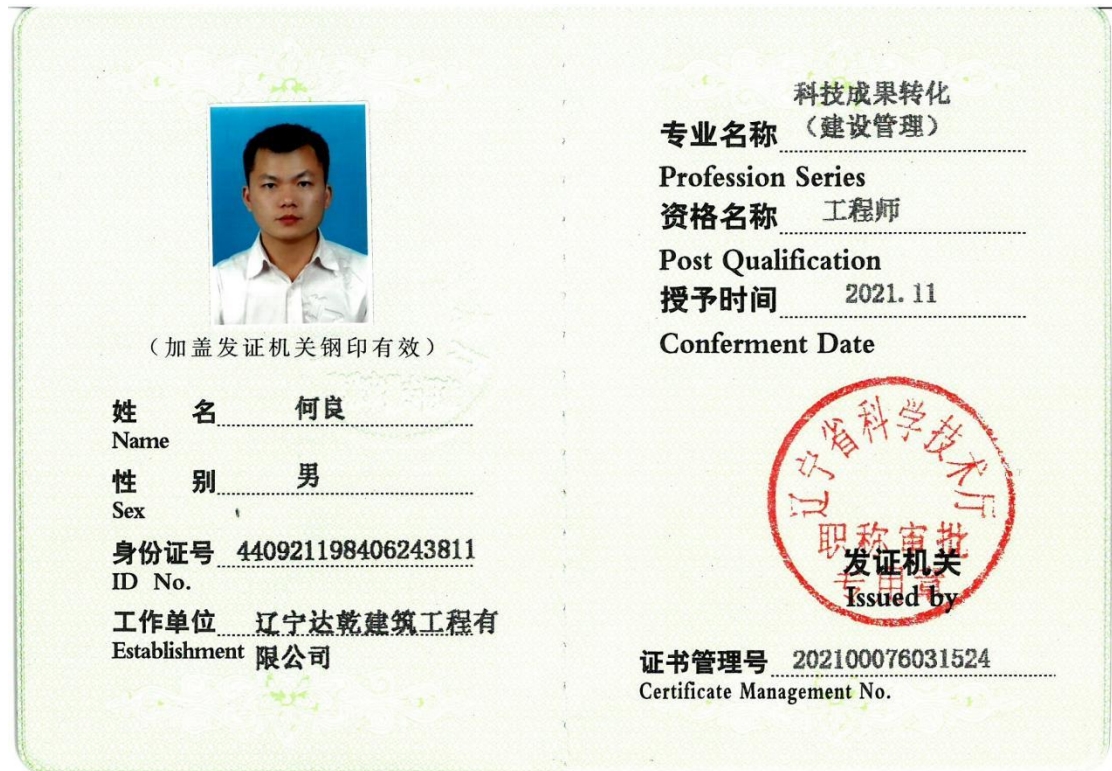 （加盖发证机关钢印有效）
姓 名 何良
Name
性 别 男
Sex
身份证号 440921198406243811
ID No.
工作单位 辽宁达乾建筑工程有
Establishment 限公司
科技成果转化
专业名称 （建设管理）
Profession Series
资格名称 工程师
Post Qualification
授予时间 2021.11
Conferment Date
辽宁省科学技术厅
职称审批
专用章
发证机关
Issued by
证书管理号 202100076031524
Certificate Management No.